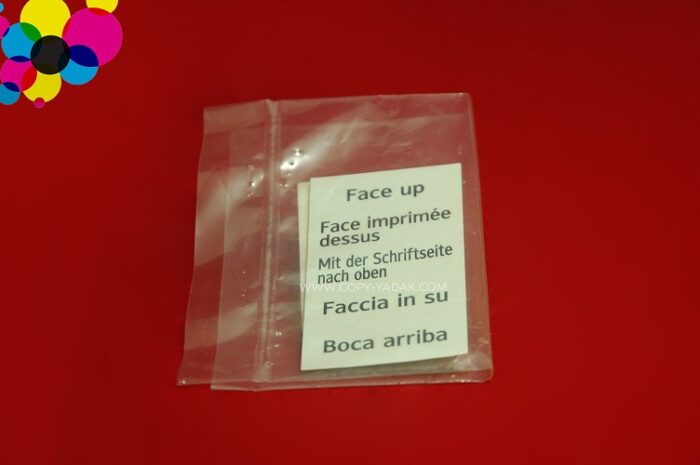 Face up
Face imprimée
dessus
Mit der Schriftseite
nach oben
WWW.COPY-YADAK.COM
Faccia in su
Boca arriba